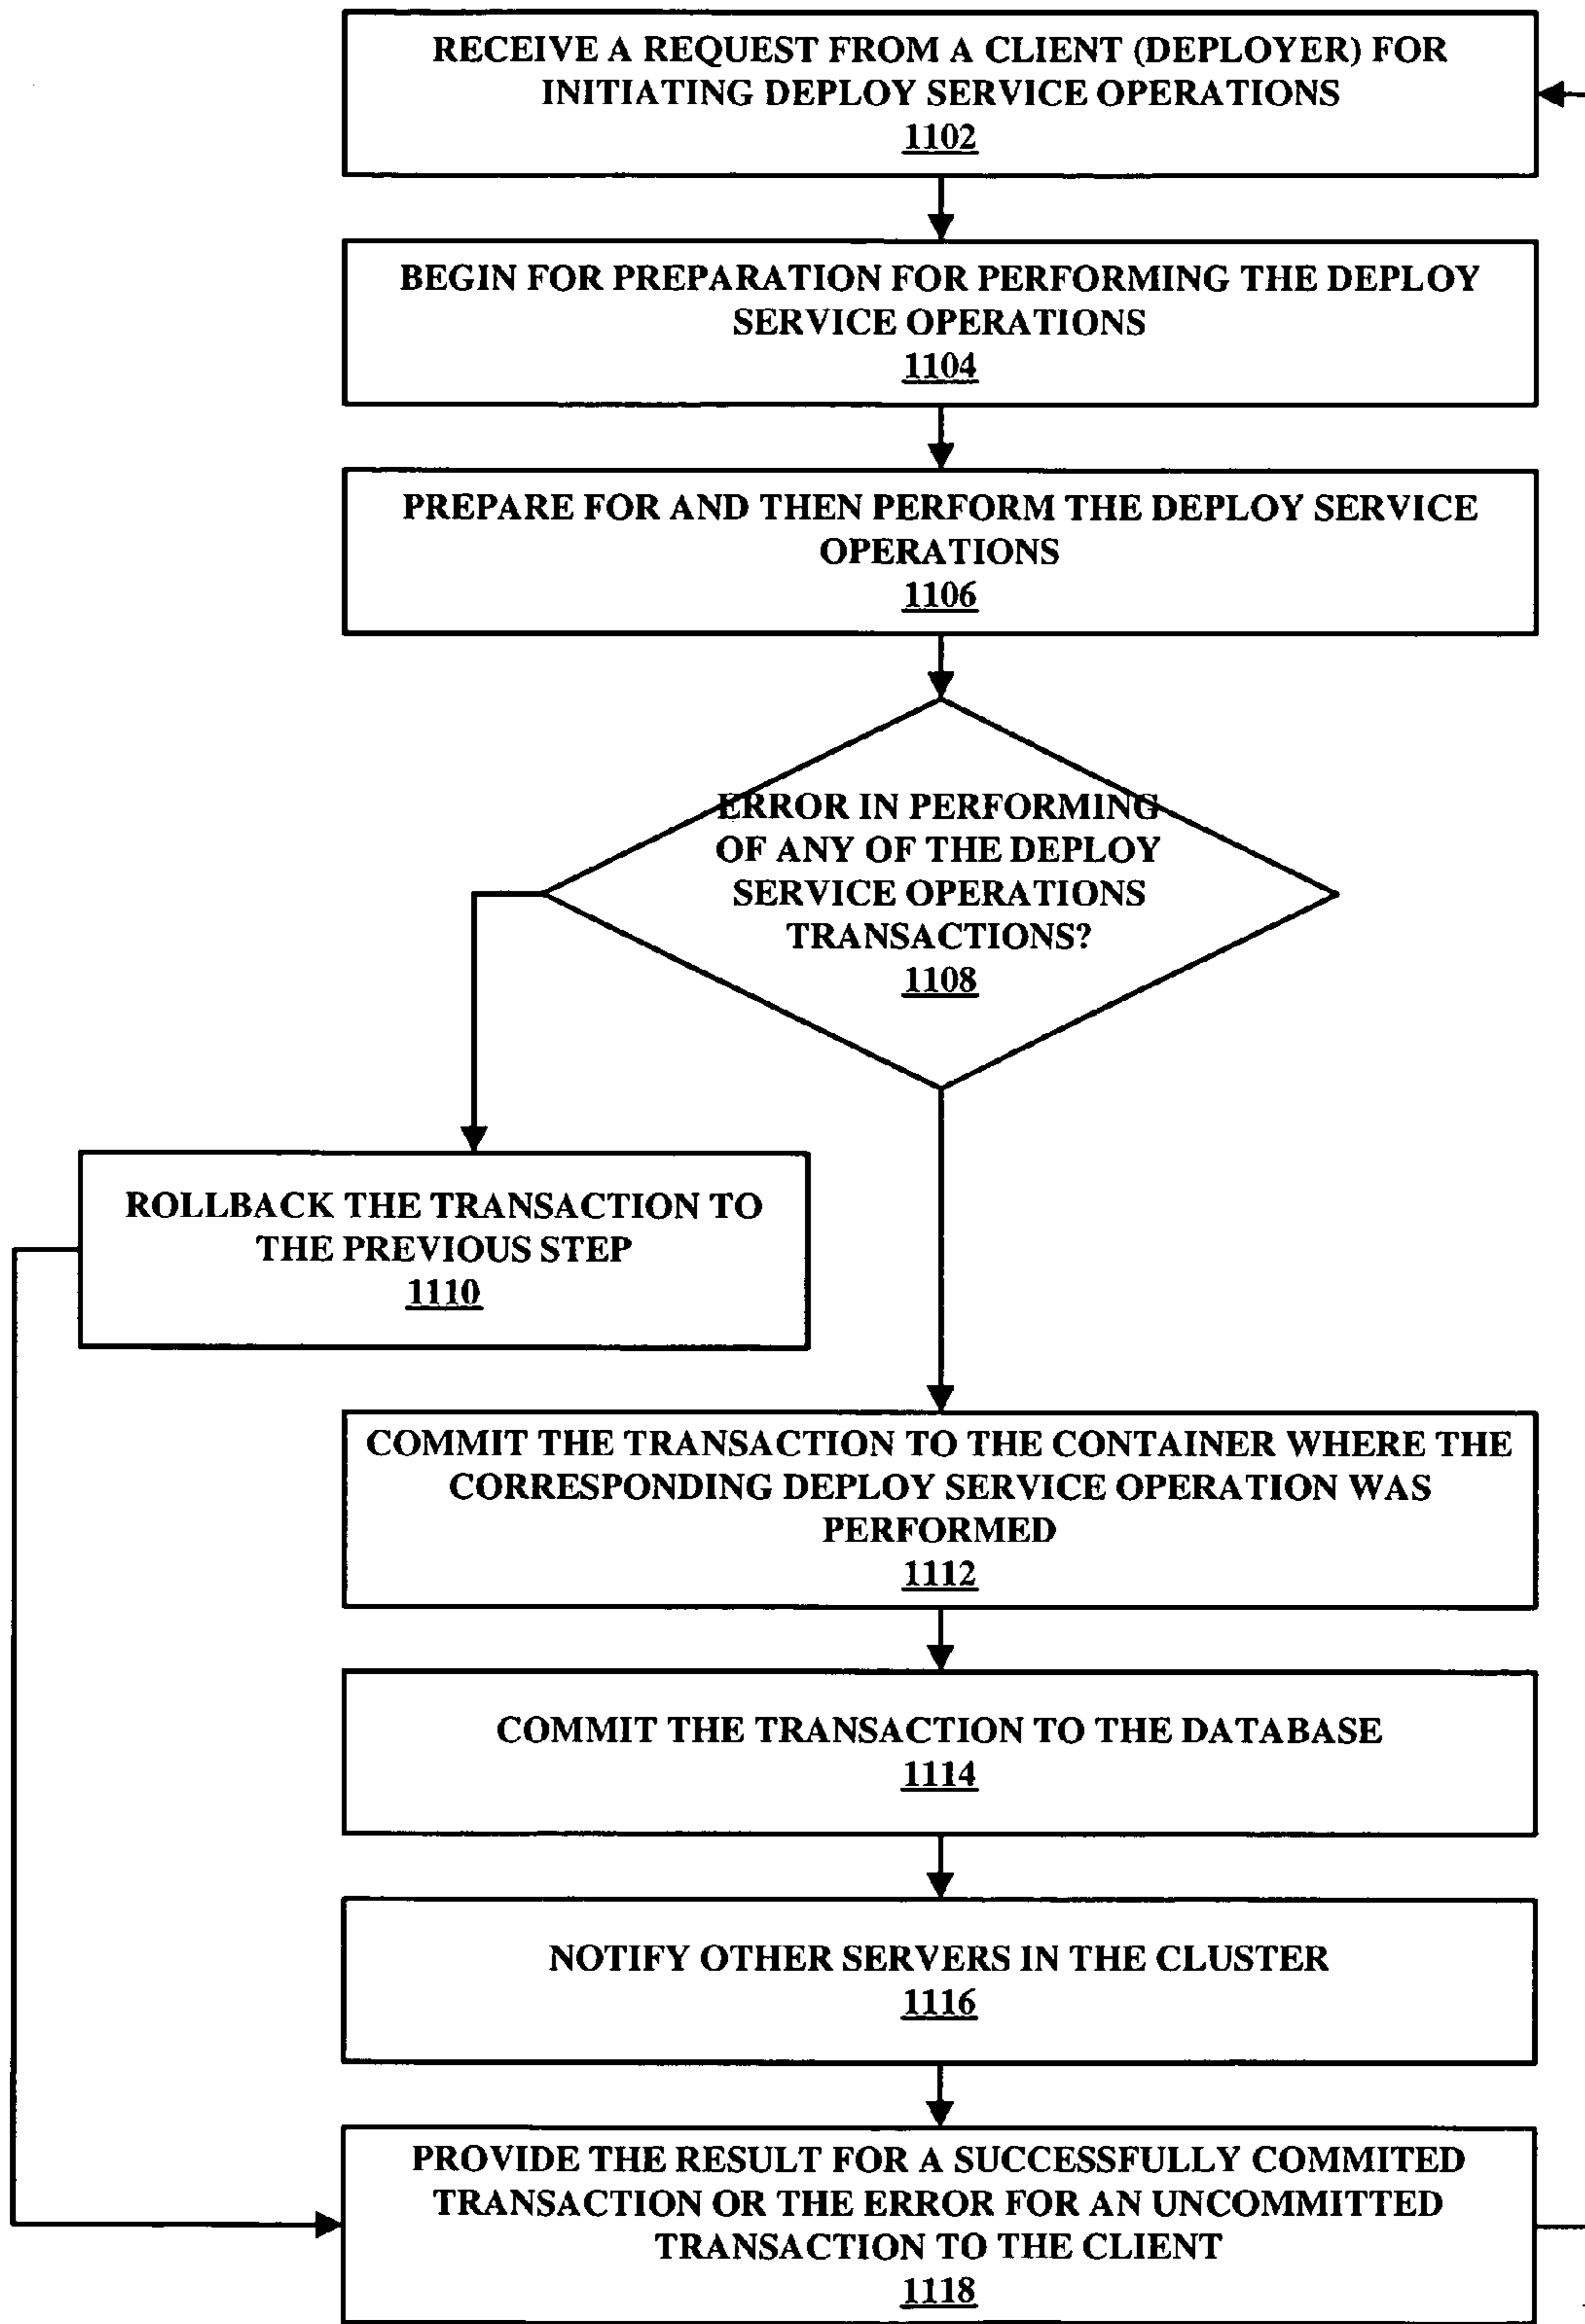 RECEIVE A REQUEST FROM A CLIENT (DEPLOYER) FOR
INITIATING DEPLOY SERVICE OPERATIONS
1102
BEGIN FOR PREPARATION FOR PERFORMING THE DEPLOY
SERVICE OPERATIONS
1104
PREPARE FOR AND THEN PERFORM THE DEPLOY SERVICE
OPERATIONS
1106
ERROR IN PERFORMING
OF ANY OF THE DEPLOY
SERVICE OPERATIONS
TRANSACTIONS?
1108
ROLLBACK THE TRANSACTION TO
THE PREVIOUS STEP
1110
COMMIT THE TRANSACTION TO THE CONTAINER WHERE THE
CORRESPONDING DEPLOY SERVICE OPERATION WAS
PERFORMED
1112
COMMIT THE TRANSACTION TO THE DATABASE
1114
NOTIFY OTHER SERVERS IN THE CLUSTER
1116
PROVIDE THE RESULT FOR A SUCCESSFULLY COMMITED
TRANSACTION OR THE ERROR FOR AN UNCOMMITTED
TRANSACTION TO THE CLIENT
1118